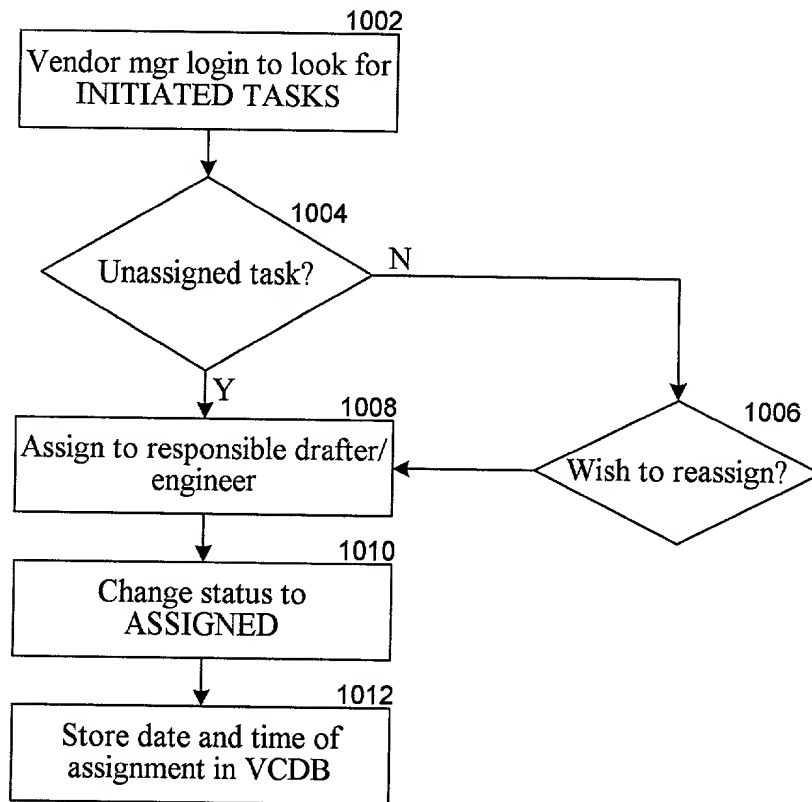 1002
Vendor mgr login to look for
INITIATED TASKS
1004
Unassigned task?
N
Y
1008
Assign to responsible drafter/
engineer
1006
Wish to reassign?
1010
Change status to
ASSIGNED
1012
Store date and time of
assignment in VCDB